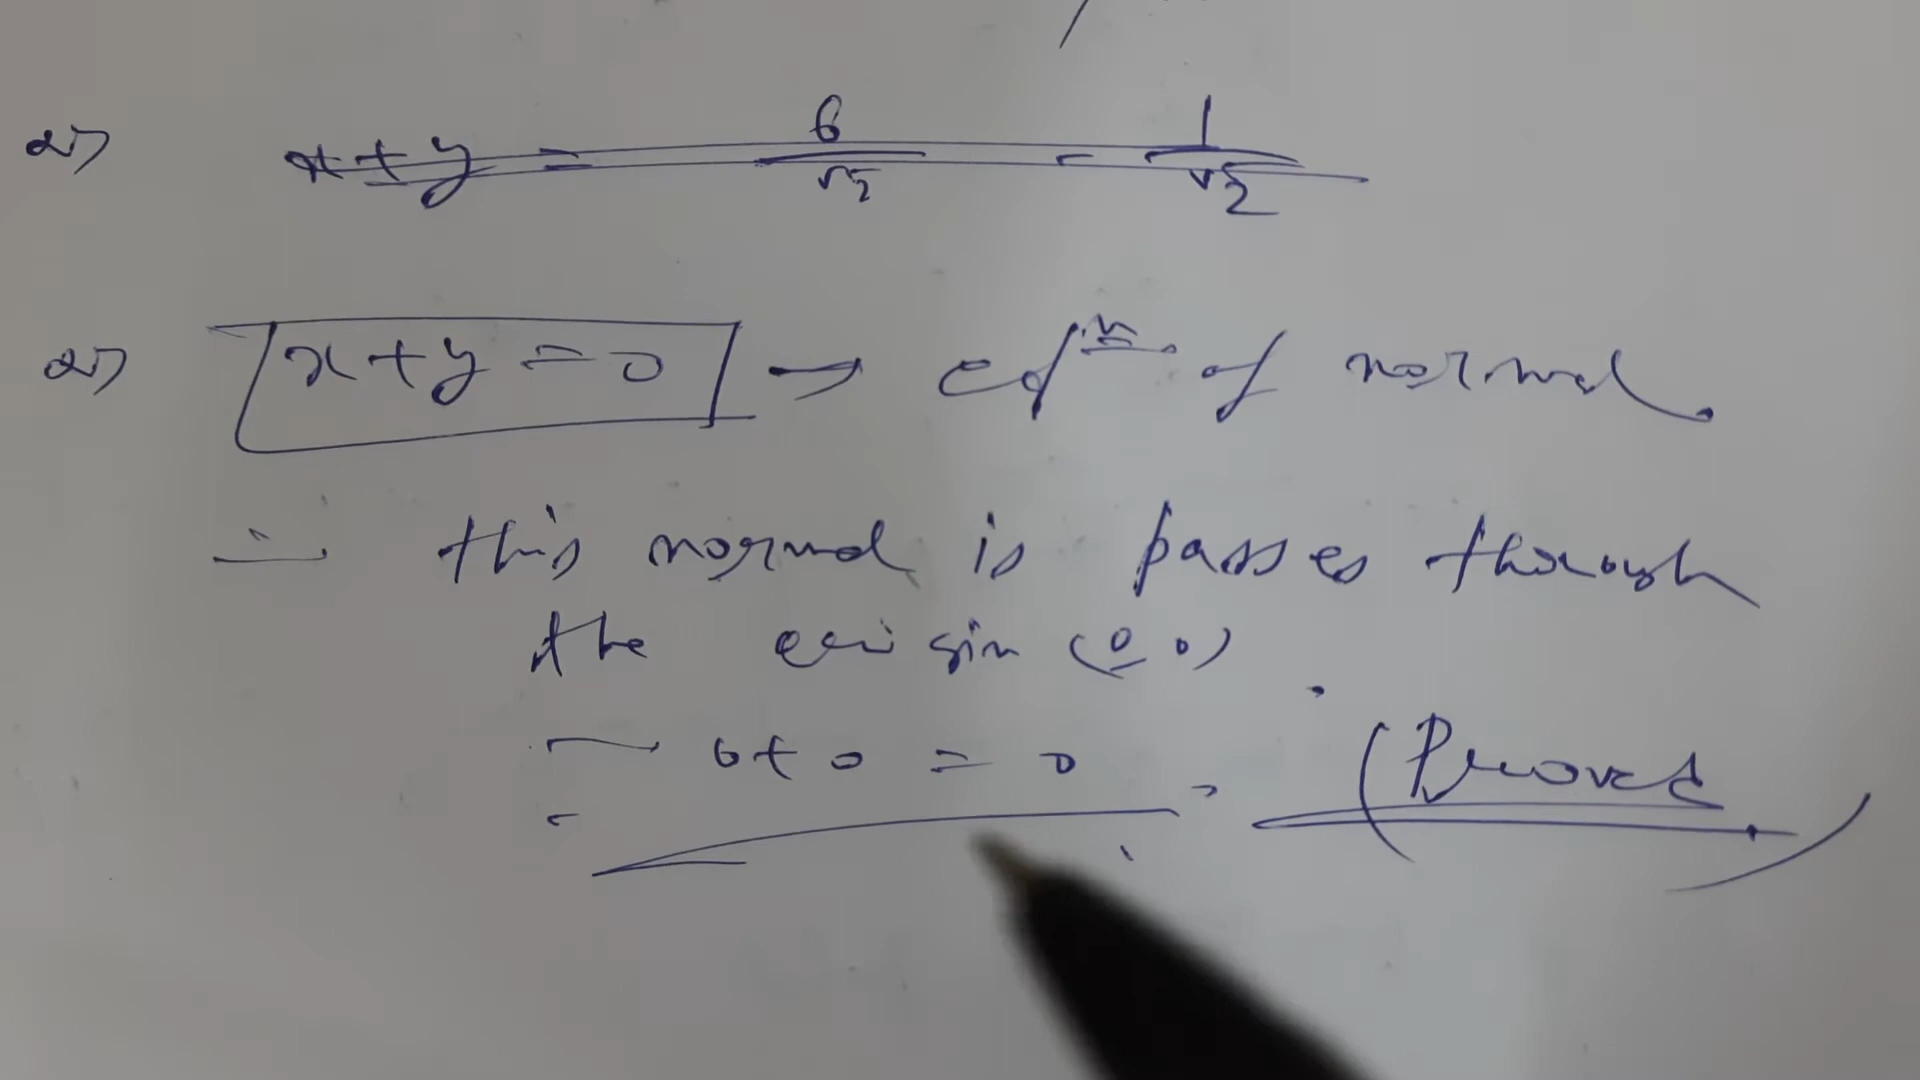 ⇒ x + y = 6/√2 - 1/√2
⇒ x + y = 0 → eqⁿ of normal.
∴ this normal is passes though
the origin (0 0).
0 + 0 = 0. (Proved)